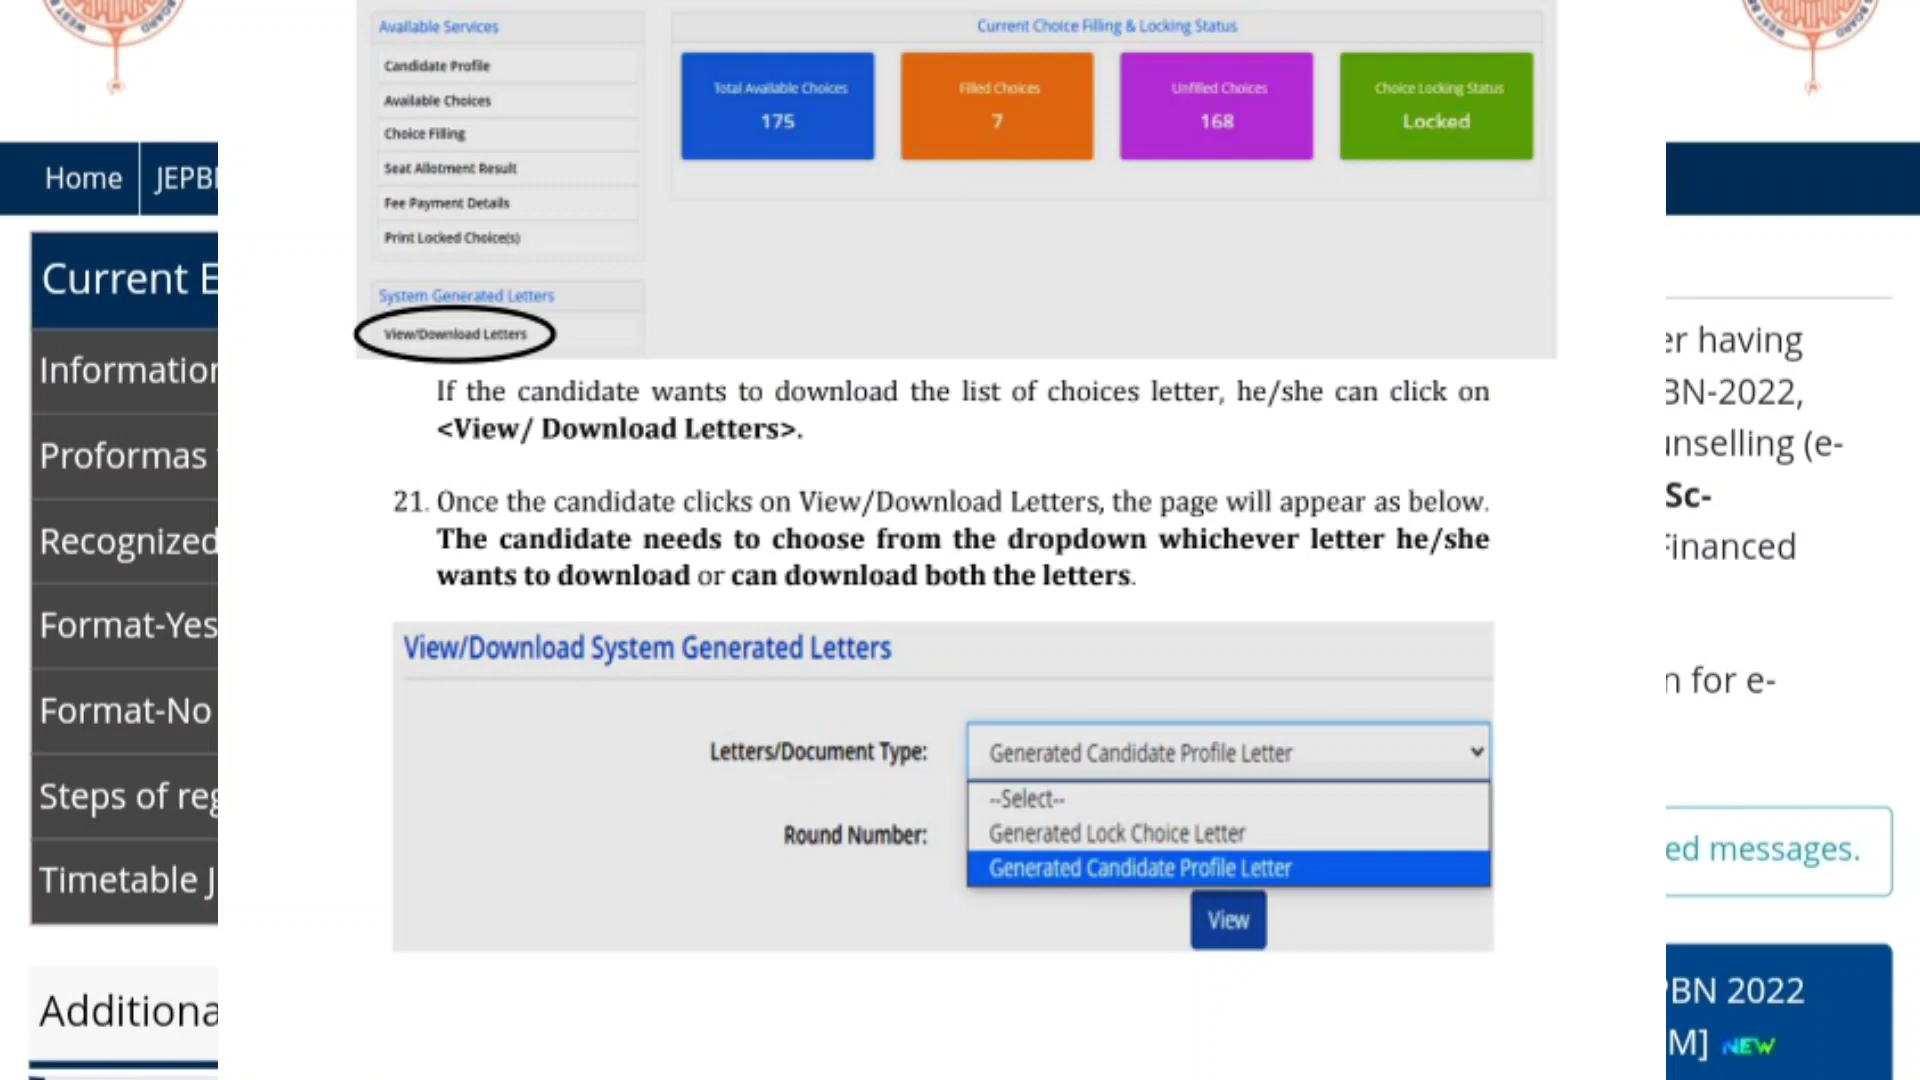 Available Services
Candidate Profile
Available Choices
Choice Filling
Seat Allotment Result
Fee Payment Details
Print Locked Choice(s)
System Generated Letters
View/Download Letters
Current Choice Filling & Locking Status
Total Available Choices
175
Filled Choices
7
Unfilled Choices
168
Choice Locking Status
Locked
If the candidate wants to download the list of choices letter, he/she can click on
<View/ Download Letters>.
21. Once the candidate clicks on View/Download Letters, the page will appear as below.
The candidate needs to choose from the dropdown whichever letter he/she
wants to download or can download both the letters.
View/Download System Generated Letters
Letters/Document Type:
Generated Candidate Profile Letter
--Select--
Generated Lock Choice Letter
Generated Candidate Profile Letter
Round Number:
View
Home
JEPB
Current E
Information
Proformas
Recognized
Format-Yes
Format-No
Steps of reg
Timetable J
Additiona
er having
BN-2022,
unselling (e-
Sc-
Financed
n for e-
ed messages.
PBN 2022
M] NEW